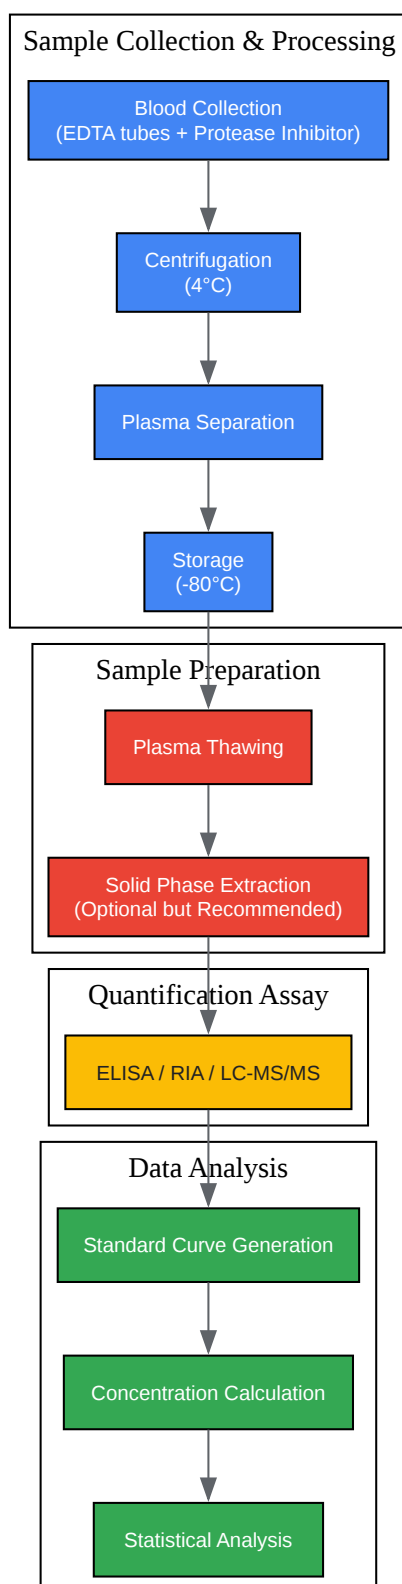 Sample Collection & Processing
Blood Collection
(EDTA tubes + Protease Inhibitor)
Centrifugation
(4°C)
Plasma Separation
Storage
(-80°C)
Sample Preparation
Plasma Thawing
Solid Phase Extraction
(Optional but Recommended)
Quantification Assay
ELISA / RIA / LC-MS/MS
Data Analysis
Standard Curve Generation
Concentration Calculation
Statistical Analysis